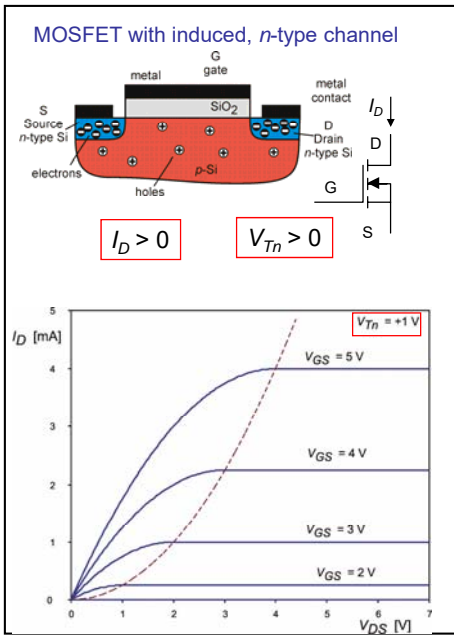 MOSFET with induced, n-type channel
G
gate
metal
metal
contact
SiO2
S
Source
n-type Si
D
Drain
n-type Si
electrons
p-Si
holes
ID
D
G
S
ID > 0
VTn > 0
5
ID [mA]
VTn = +1 V
VGS = 5 V
4
VGS = 4 V
3
2
VGS = 3 V
1
VGS = 2 V
0
0 1 2 3 4 5 6 7
VDS [V]